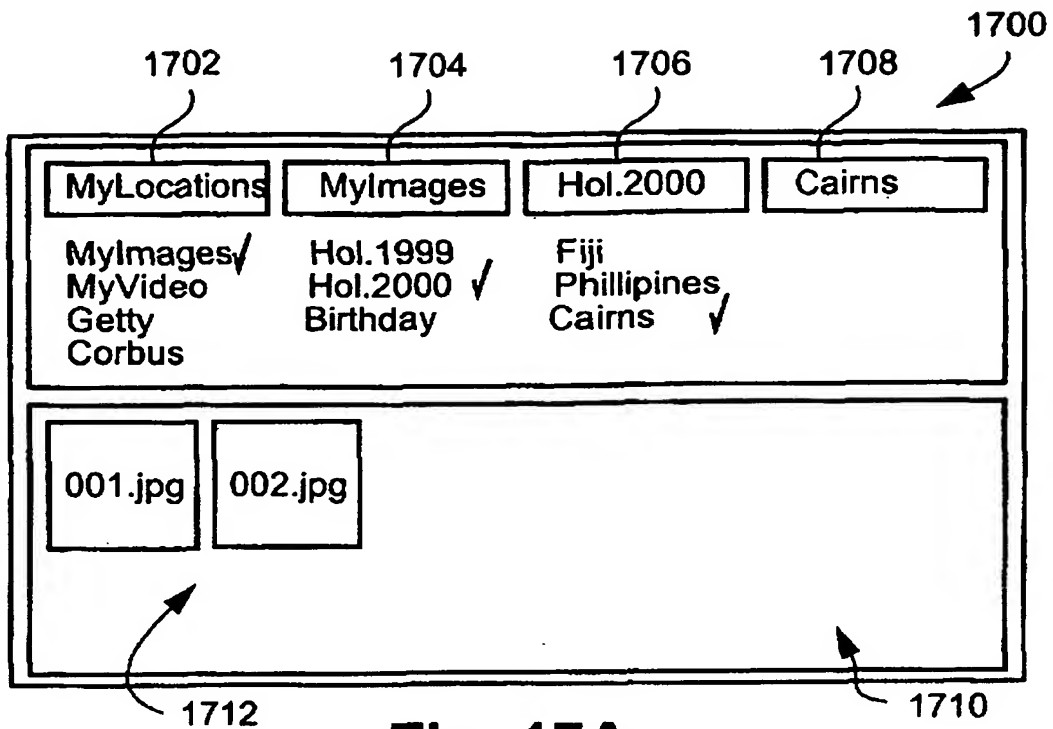 1700
1702 1704 1706 1708
MyLocations MyImages Hol.2000 Cairns
MyImages✓ Hol.1999 Fiji
MyVideo Hol.2000 ✓ Phillipines
Getty Birthday Cairns ✓
Corbus
001.jpg 002.jpg
1712 1710